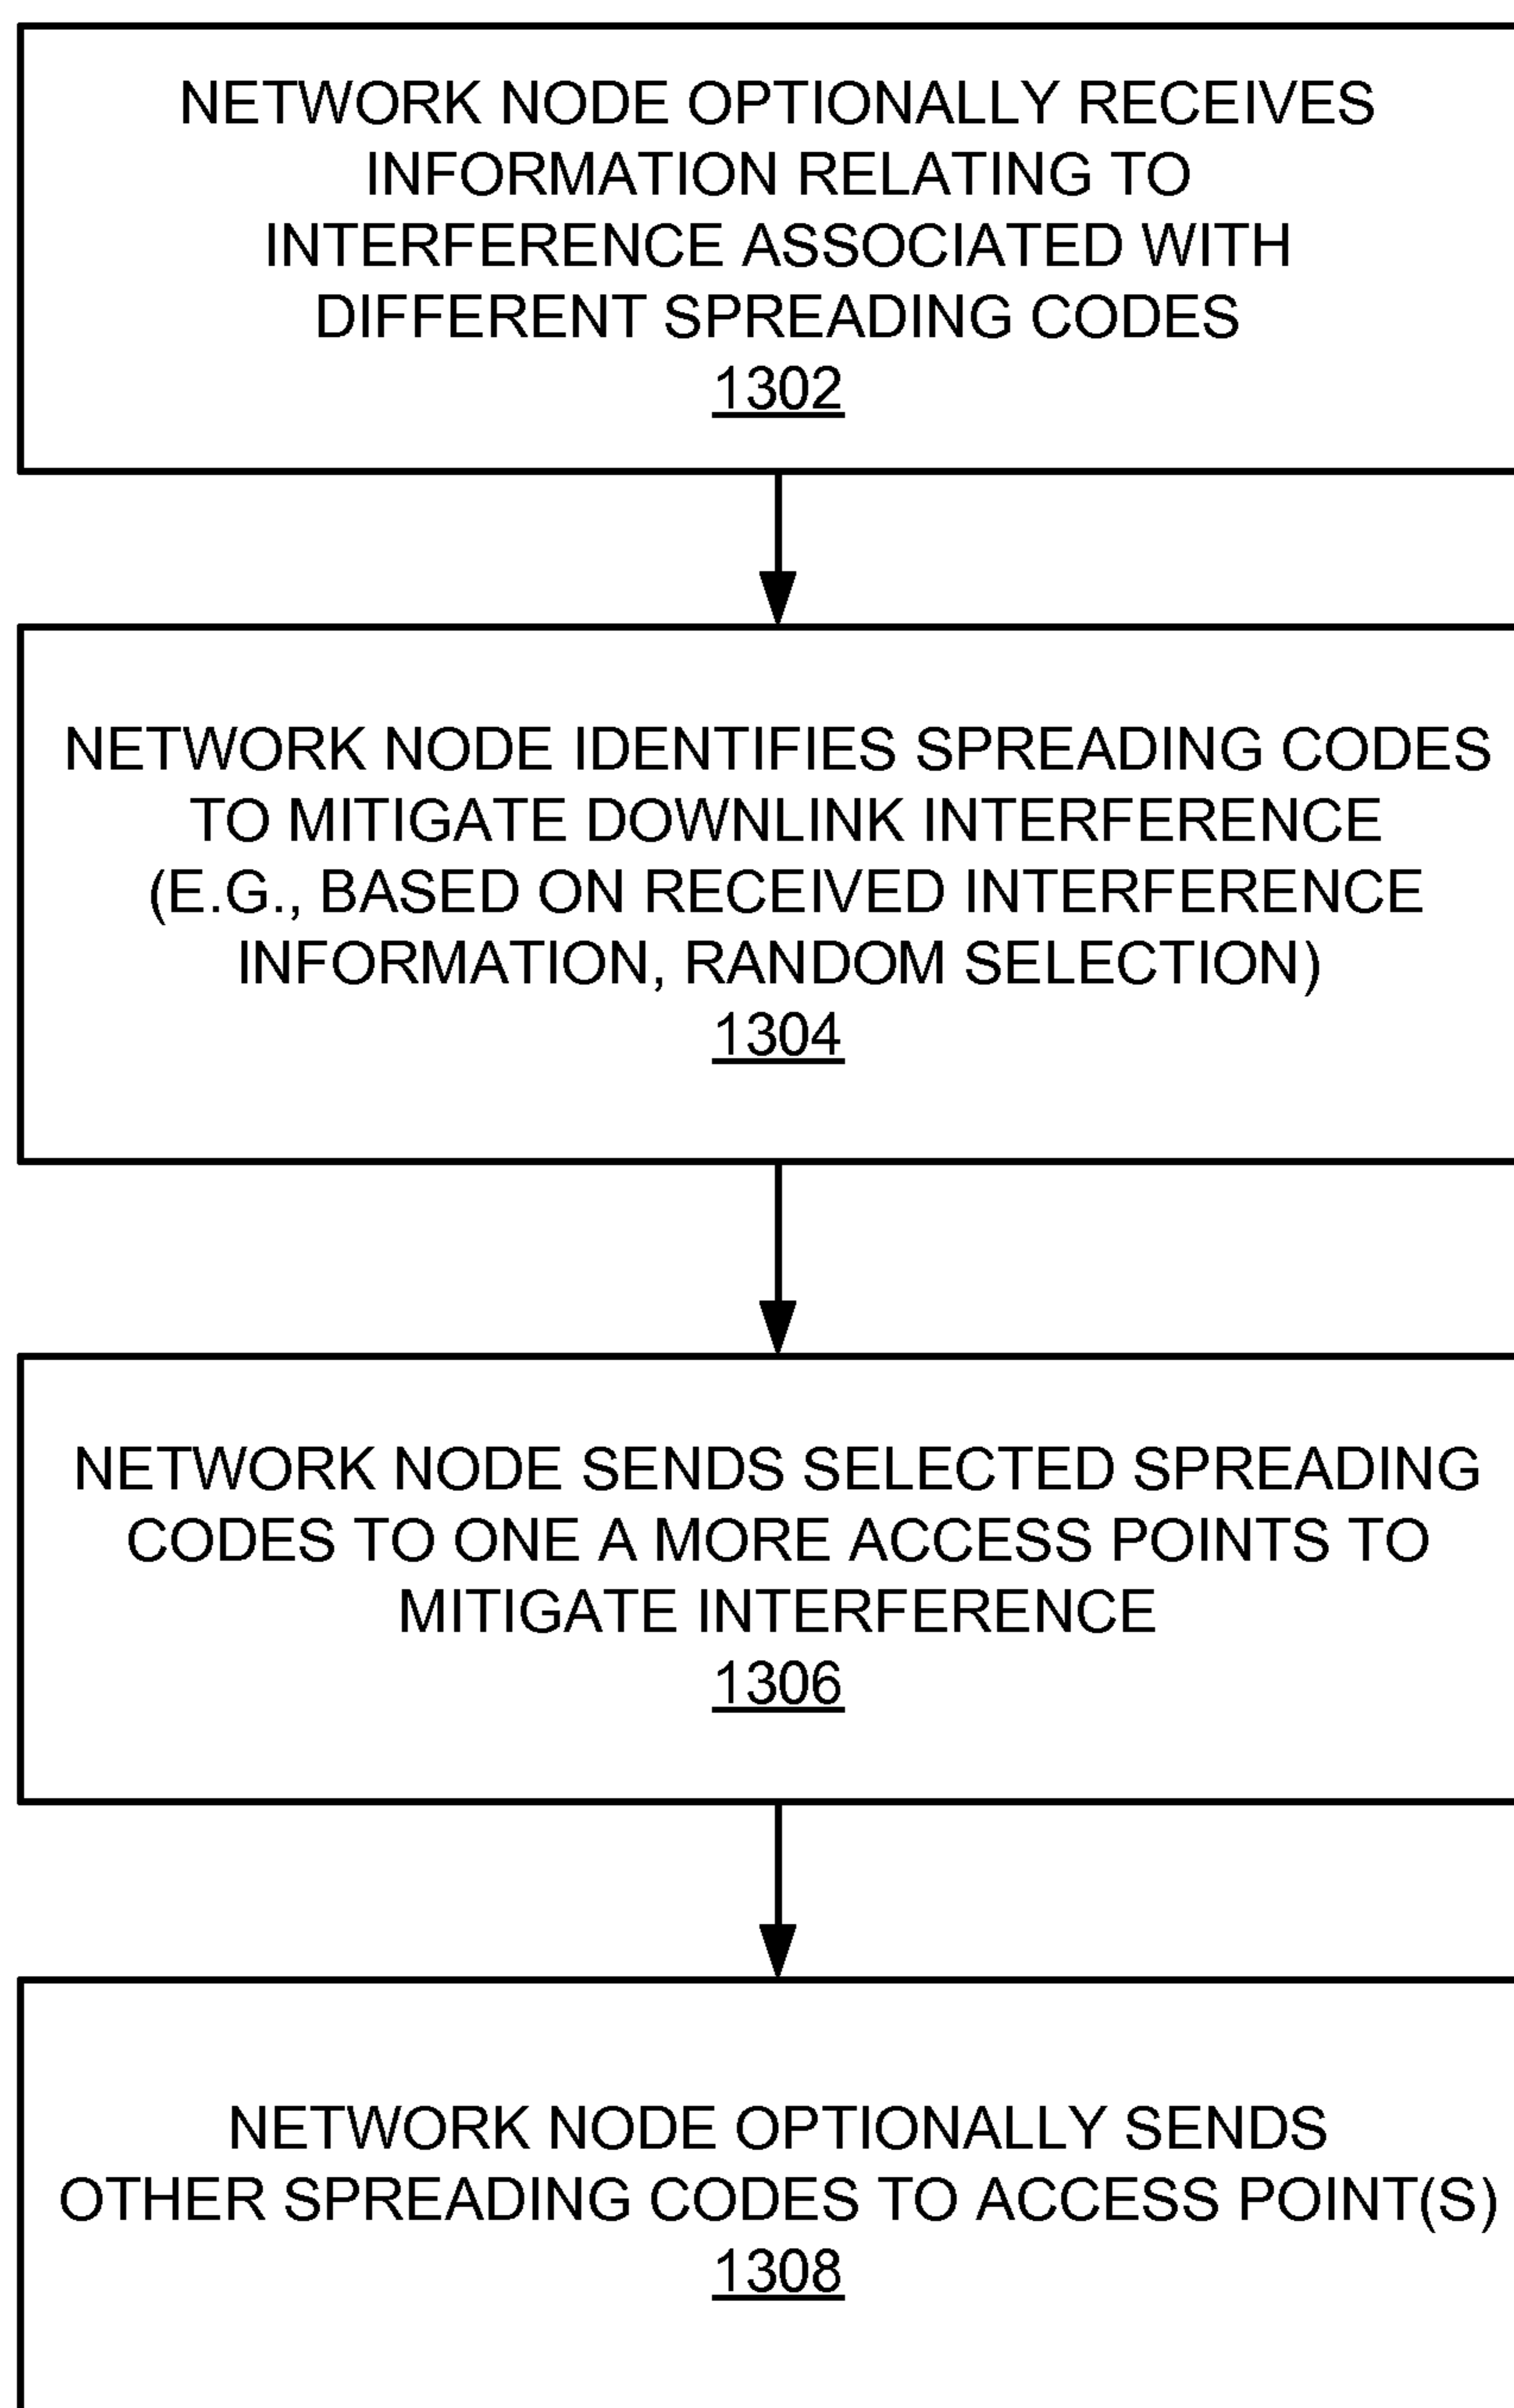 NETWORK NODE OPTIONALLY RECEIVES
INFORMATION RELATING TO
INTERFERENCE ASSOCIATED WITH
DIFFERENT SPREADING CODES
1302
NETWORK NODE IDENTIFIES SPREADING CODES
TO MITIGATE DOWNLINK INTERFERENCE
(E.G., BASED ON RECEIVED INTERFERENCE
INFORMATION, RANDOM SELECTION)
1304
NETWORK NODE SENDS SELECTED SPREADING
CODES TO ONE A MORE ACCESS POINTS TO
MITIGATE INTERFERENCE
1306
NETWORK NODE OPTIONALLY SENDS
OTHER SPREADING CODES TO ACCESS POINT(S)
1308